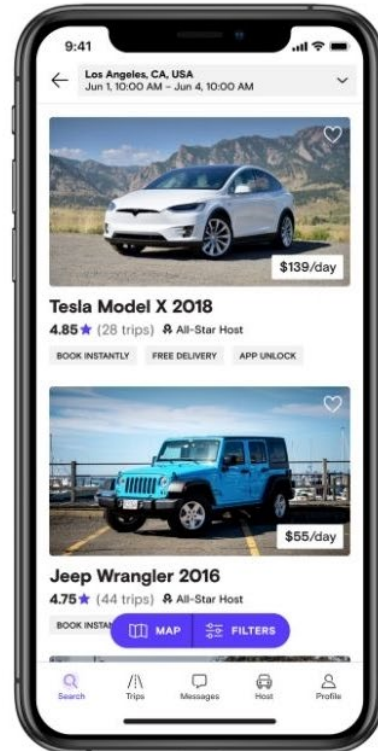 9:41
Los Angeles, CA, USA
Jun 1, 10:00 AM – Jun 4, 10:00 AM
$139/day
Tesla Model X 2018
4.85★ (28 trips) All-Star Host
BOOK INSTANTLY FREE DELIVERY APP UNLOCK
$55/day
Jeep Wrangler 2016
4.75★ (44 trips) All-Star Host
BOOK
MAP FILTERS
Search Trips Messages Host Profile